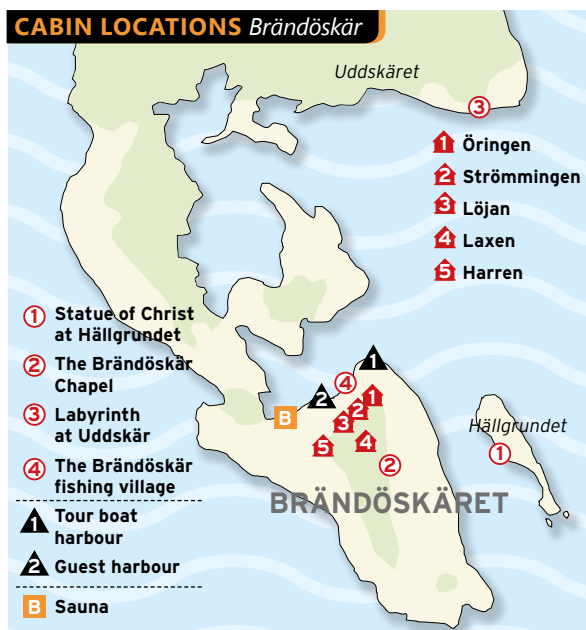 CABIN LOCATIONS Brändöskär
Uddskäret
3
1 Öringen
2 Strömmingen
3 Löjan
4 Laxen
5 Harren
1 Statue of Christ
at Hällgrundet
2 The Brändöskär
Chapel
3 Labyrinth
at Uddskär
4 The Brändöskär
fishing village
1 Tour boat
harbour
2 Guest harbour
B Sauna
1
4
2
1
2
3
B
5
4
2
Hällgrundet
1
BRÄNDÖSKÄRET